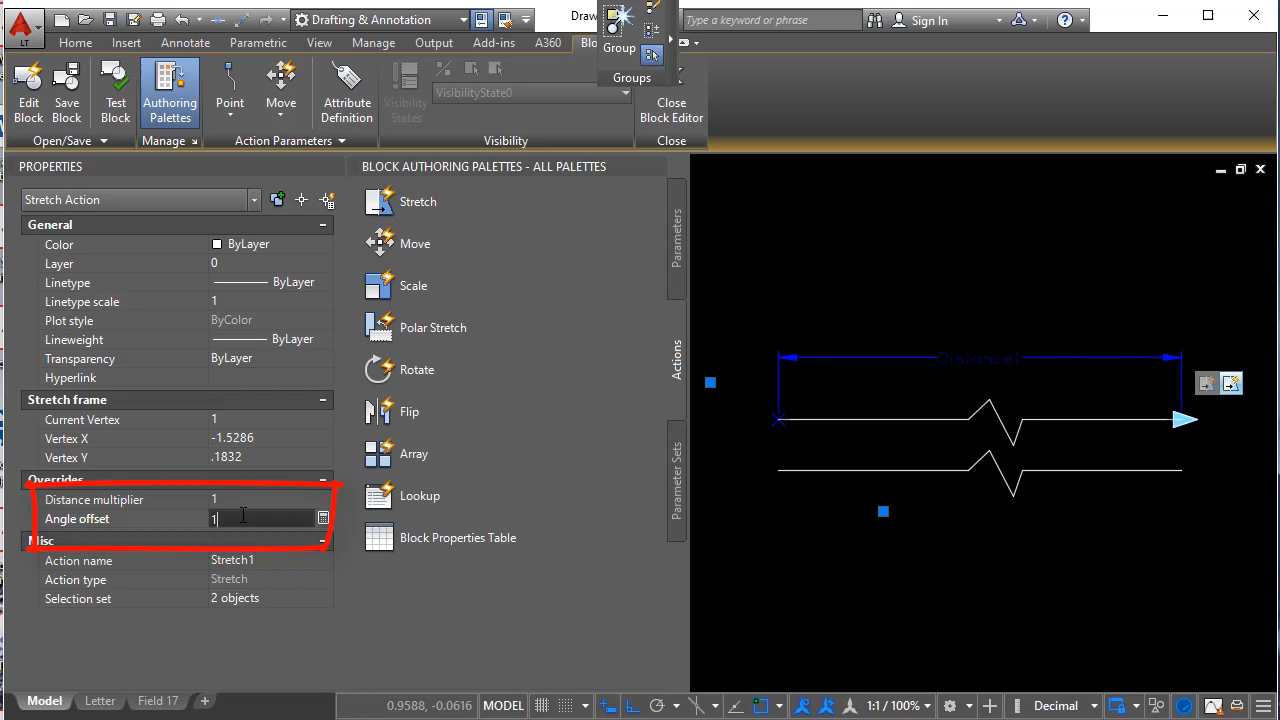 Drafting & Annotation
Draw
Type a keyword or phrase
Sign In
LT
Home Insert Annotate Parametric View Manage Output Add-ins A360 Blo
Group
Groups
Edit Block
Save Block
Test Block
Authoring Palettes
Point
Move
Attribute Definition
Visibility States
VisibilityState0
Close Block Editor
Open/Save
Manage
Action Parameters
Visibility
Close
PROPERTIES
Stretch Action
General
Color ByLayer
Layer 0
Linetype ByLayer
Linetype scale 1
Plot style ByColor
Lineweight ByLayer
Transparency ByLayer
Hyperlink
Stretch frame
Current Vertex 1
Vertex X -1.5286
Vertex Y .1832
Overrides
Distance multiplier 1
Angle offset 1
Misc
Action name Stretch1
Action type Stretch
Selection set 2 objects
BLOCK AUTHORING PALETTES - ALL PALETTES
Stretch
Move
Scale
Polar Stretch
Rotate
Flip
Array
Lookup
Block Properties Table
Parameters
Actions
Parameter Sets
Distance1
Model Letter Field 17 +
0.9258, -0.0616 MODEL
1:1 / 100%
Decimal